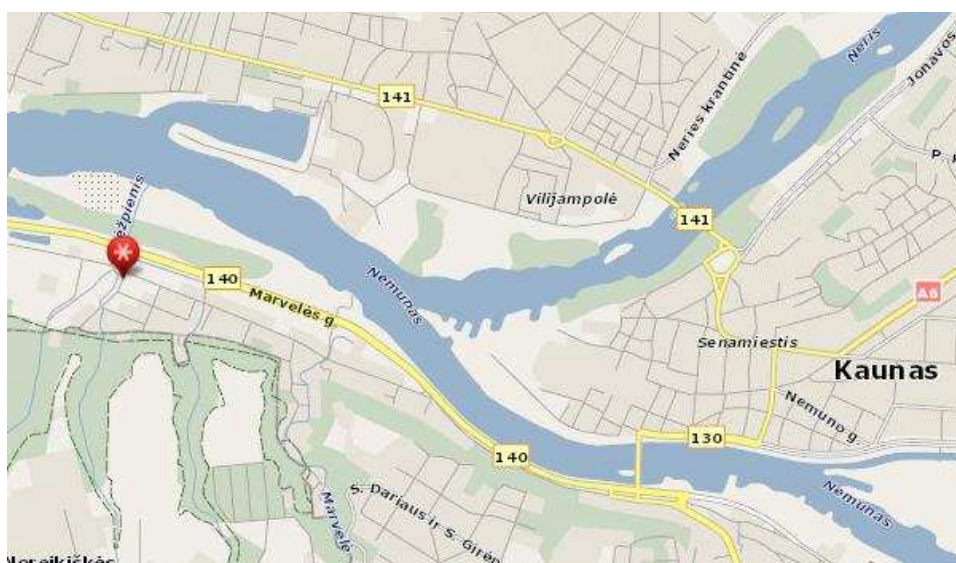 141
Neris
Jonavos
Neries krantinė
P.
Vilijampolė
141
140
Marvelės g.
Nemunas
A6
Senamiestis
Kaunas
Nemuno g.
130
140
S. Dariaus ir S. Girėn
Marvelė
Nemunas